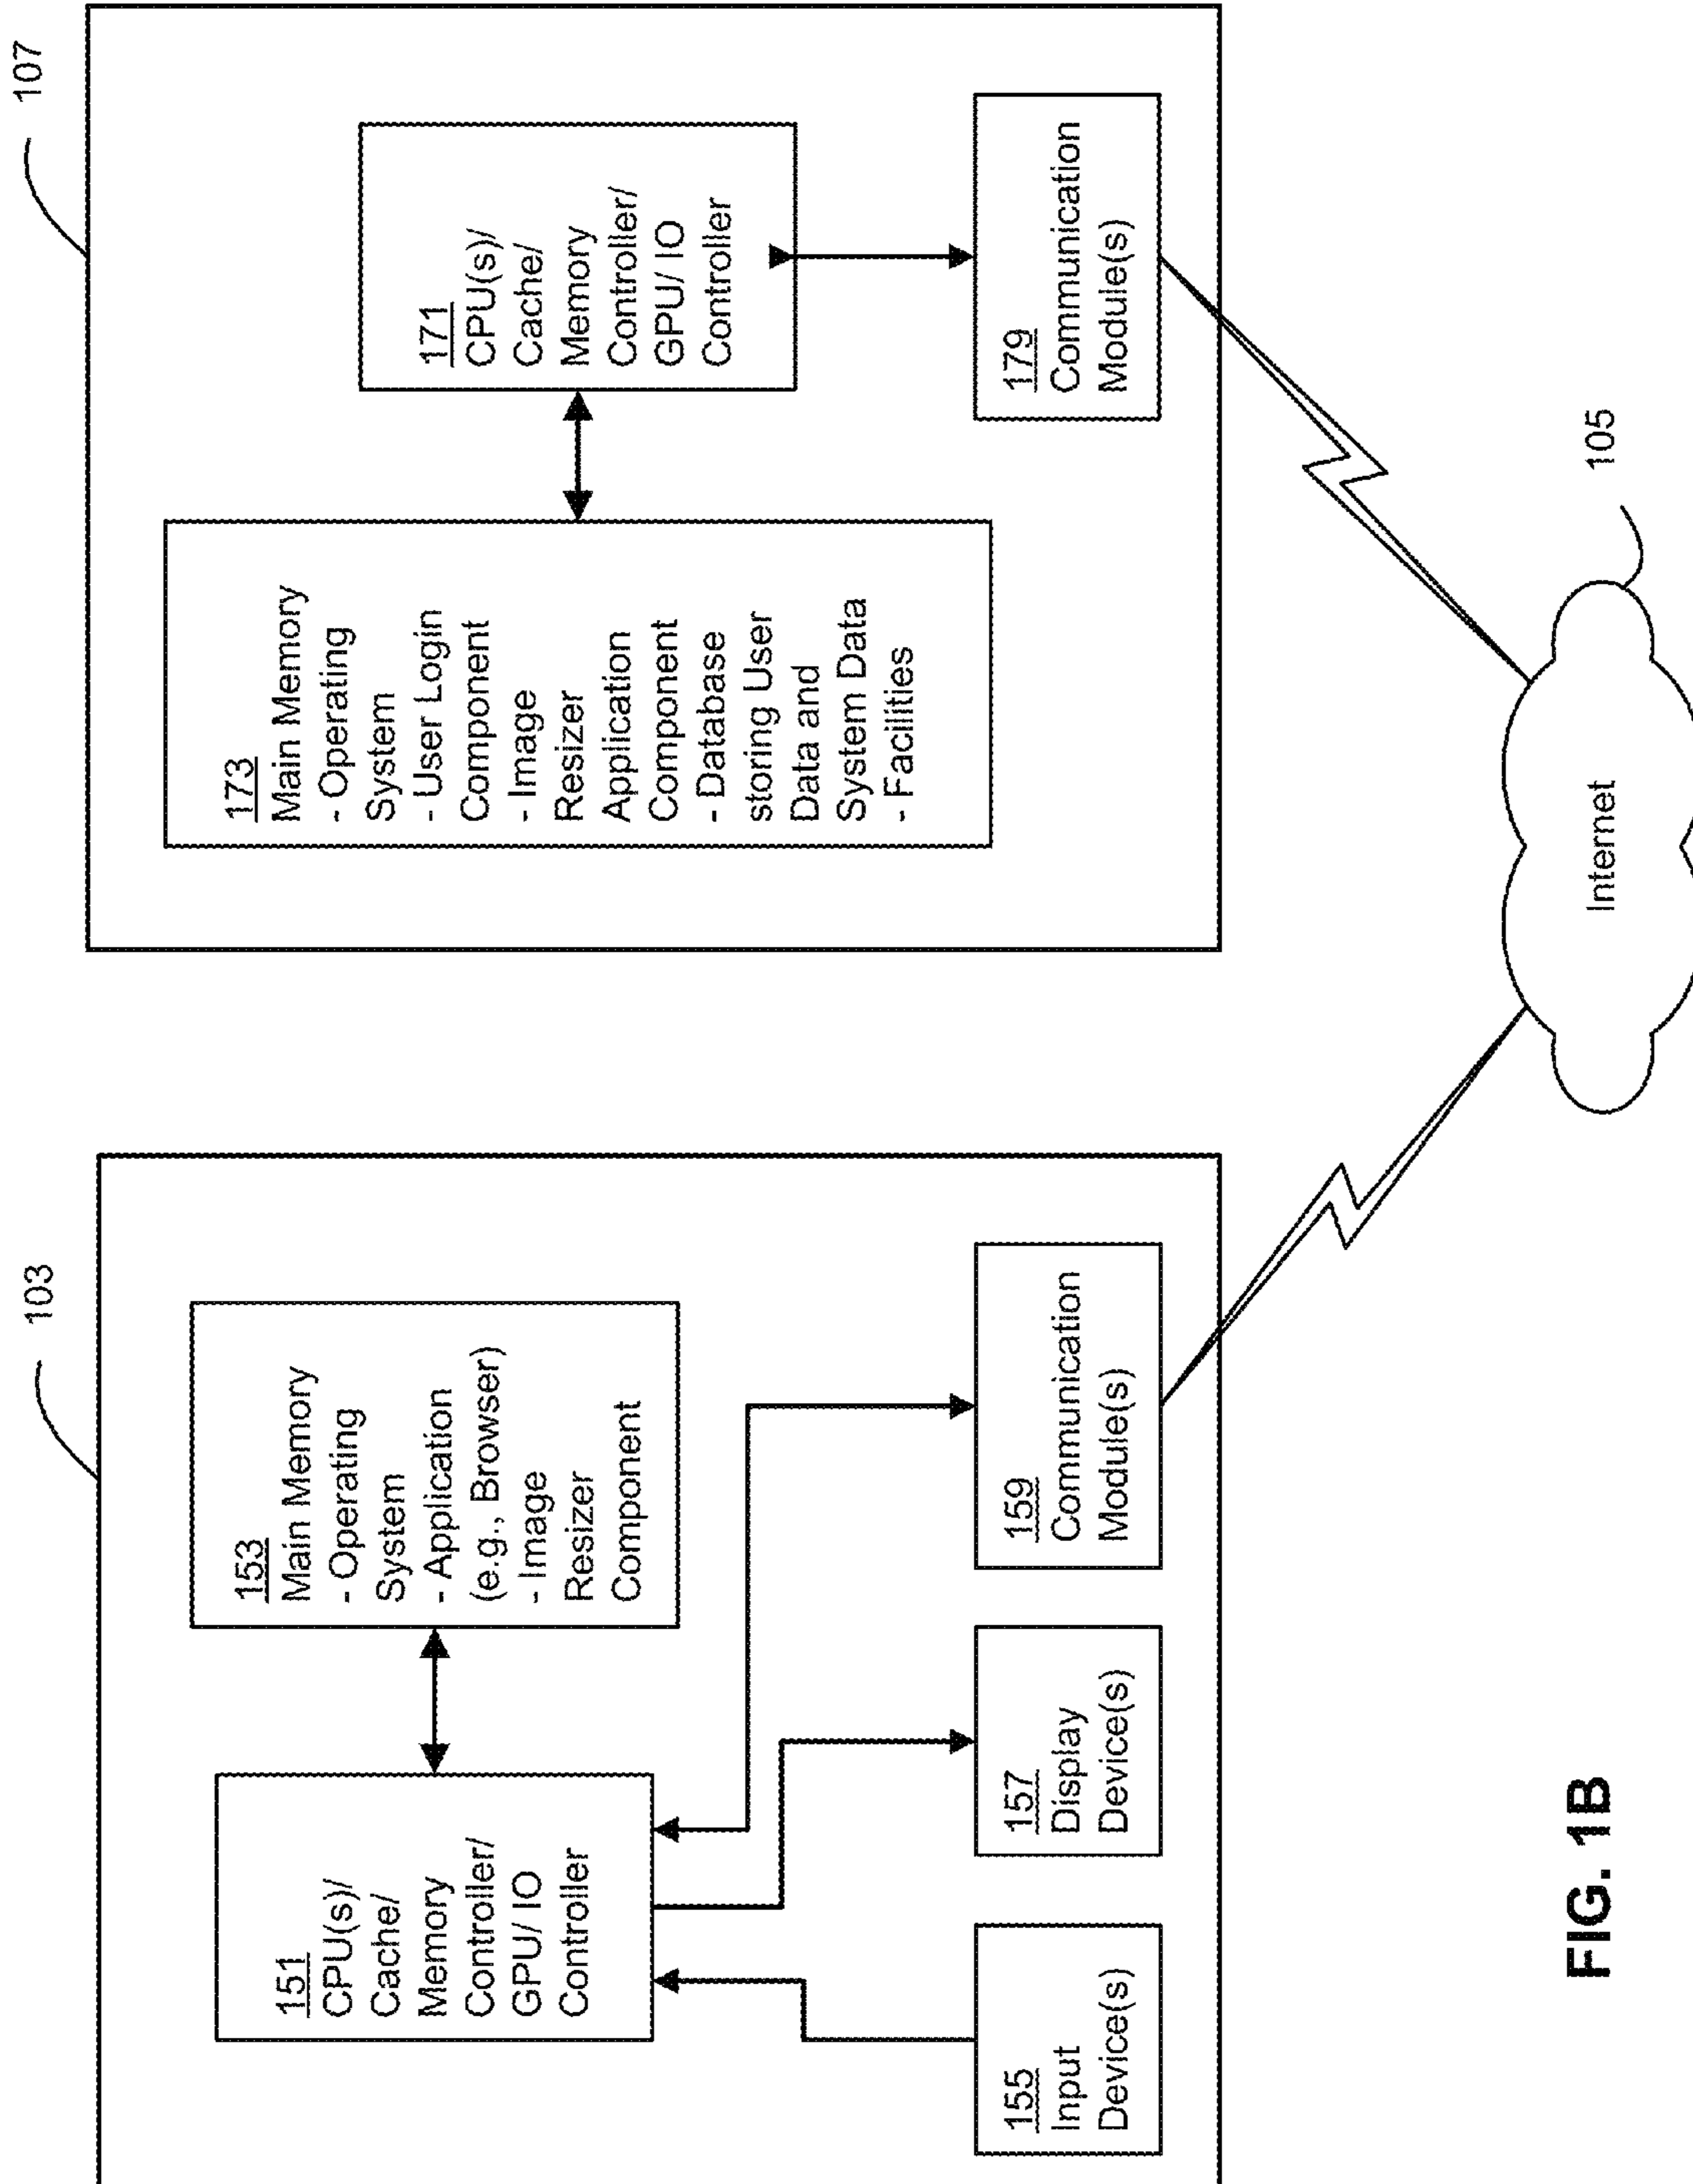 103
151
CPU(s)/
Cache/
Memory
Controller/
GPU/ IO
Controller
153
Main Memory
- Operating
System
- Application
(e.g., Browser)
- Image
Resizer
Component
155
Input
Device(s)
157
Display
Device(s)
159
Communication
Module(s)
107
173
Main Memory
- Operating
System
- User Login
Component
- Image
Resizer
Application
Component
- Database
storing User
Data and
System Data
- Facilities
171
CPU(s)/
Cache/
Memory
Controller/
GPU/ IO
Controller
179
Communication
Module(s)
105
Internet
FIG. 1B